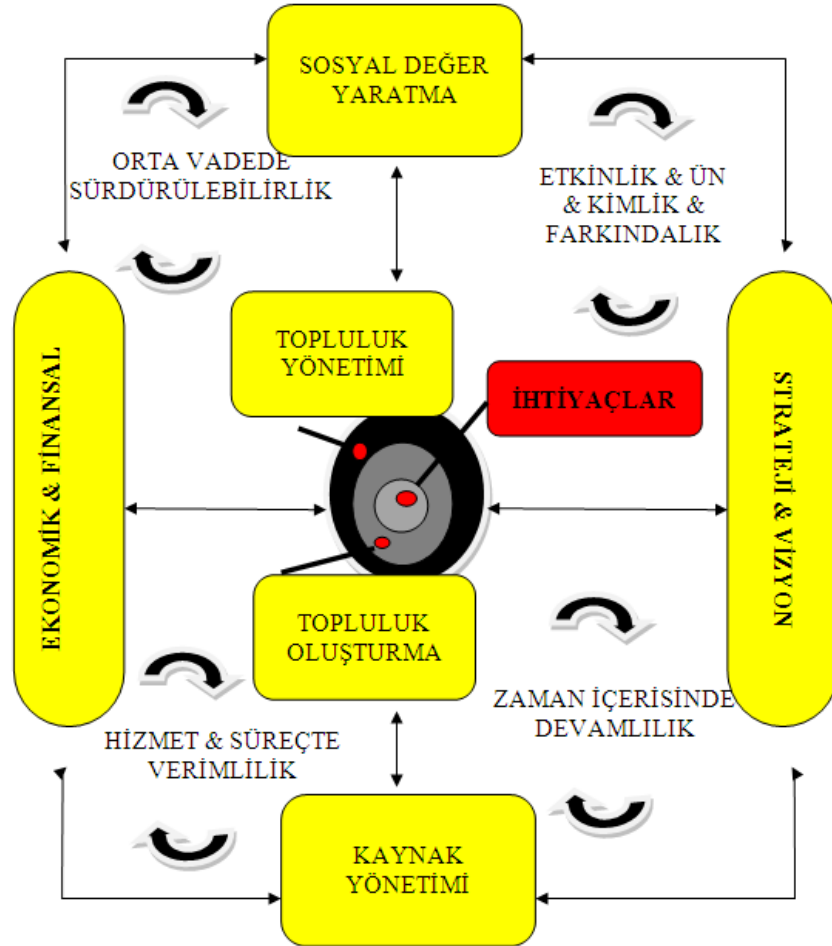 SOSYAL DEĞER
YARATMA
ORTA VADEDE
SÜRDÜRÜLEBİLİRLİK
ETKİNLİK & ÜN
& KİMLİK &
FARKINDALIK
TOPLULUK
YÖNETİMİ
İHTİYAÇLAR
EKONOMİK & FİNANSAL
STRATEJİ & VİZYON
TOPLULUK
OLUŞTURMA
ZAMAN İÇERİSİNDE
DEVAMLILIK
HİZMET & SÜREÇTE
VERİMLİLİK
KAYNAK
YÖNETİMİ